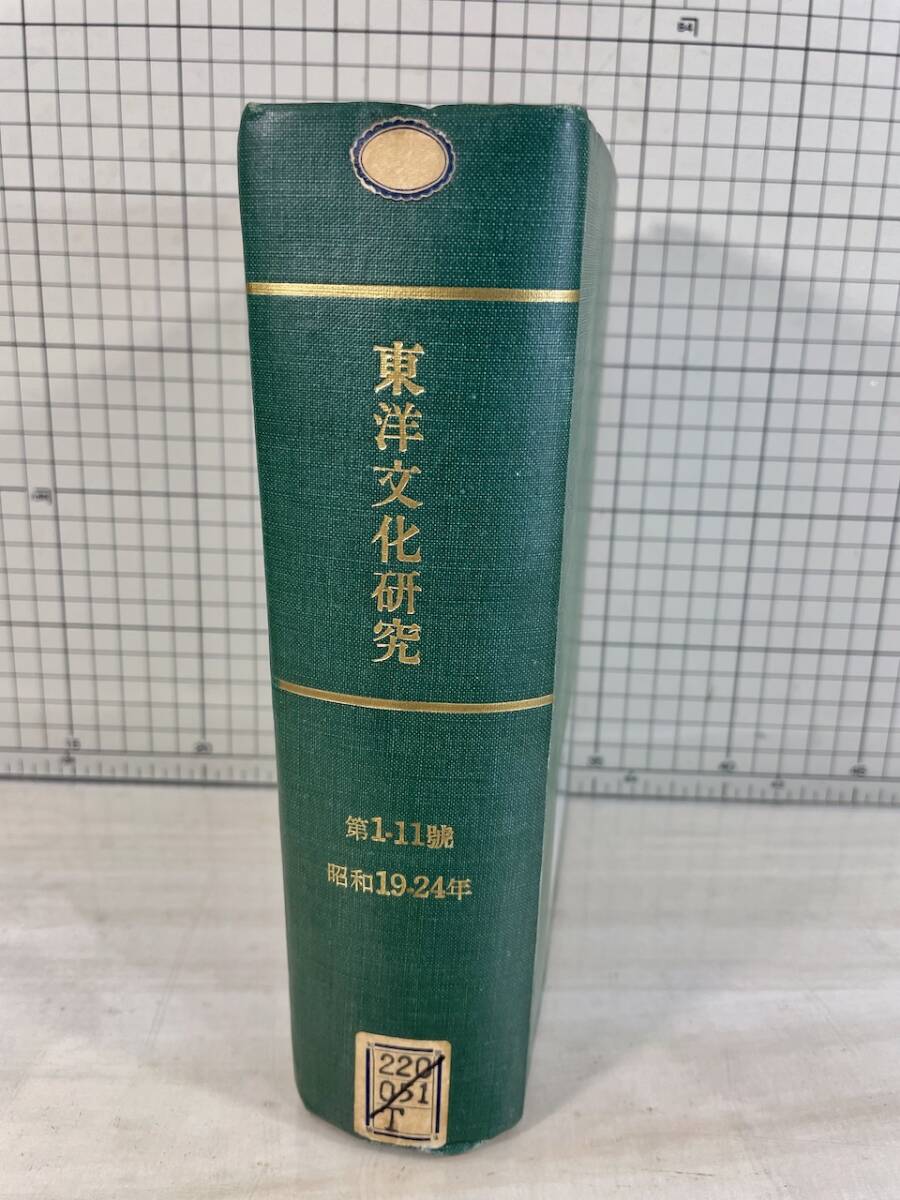 東洋文化研究
第1-11號
昭和19-24年
220
051
T